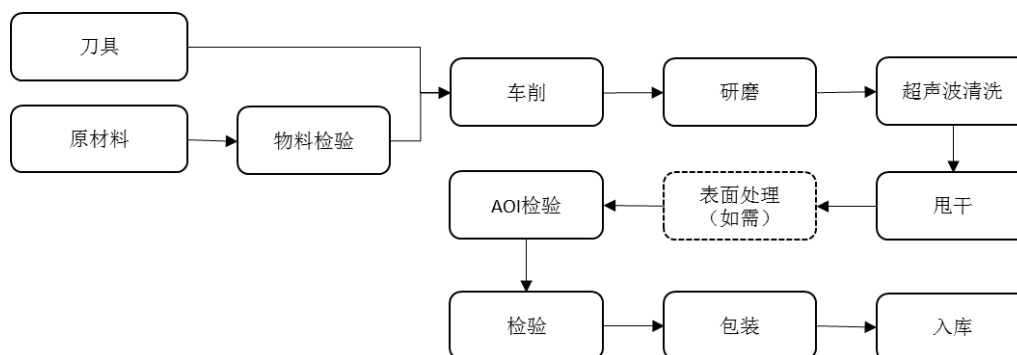 刀具
原材料
物料检验
车削
研磨
超声波清洗
甩干
表面处理
（如需）
AOI检验
检验
包装
入库